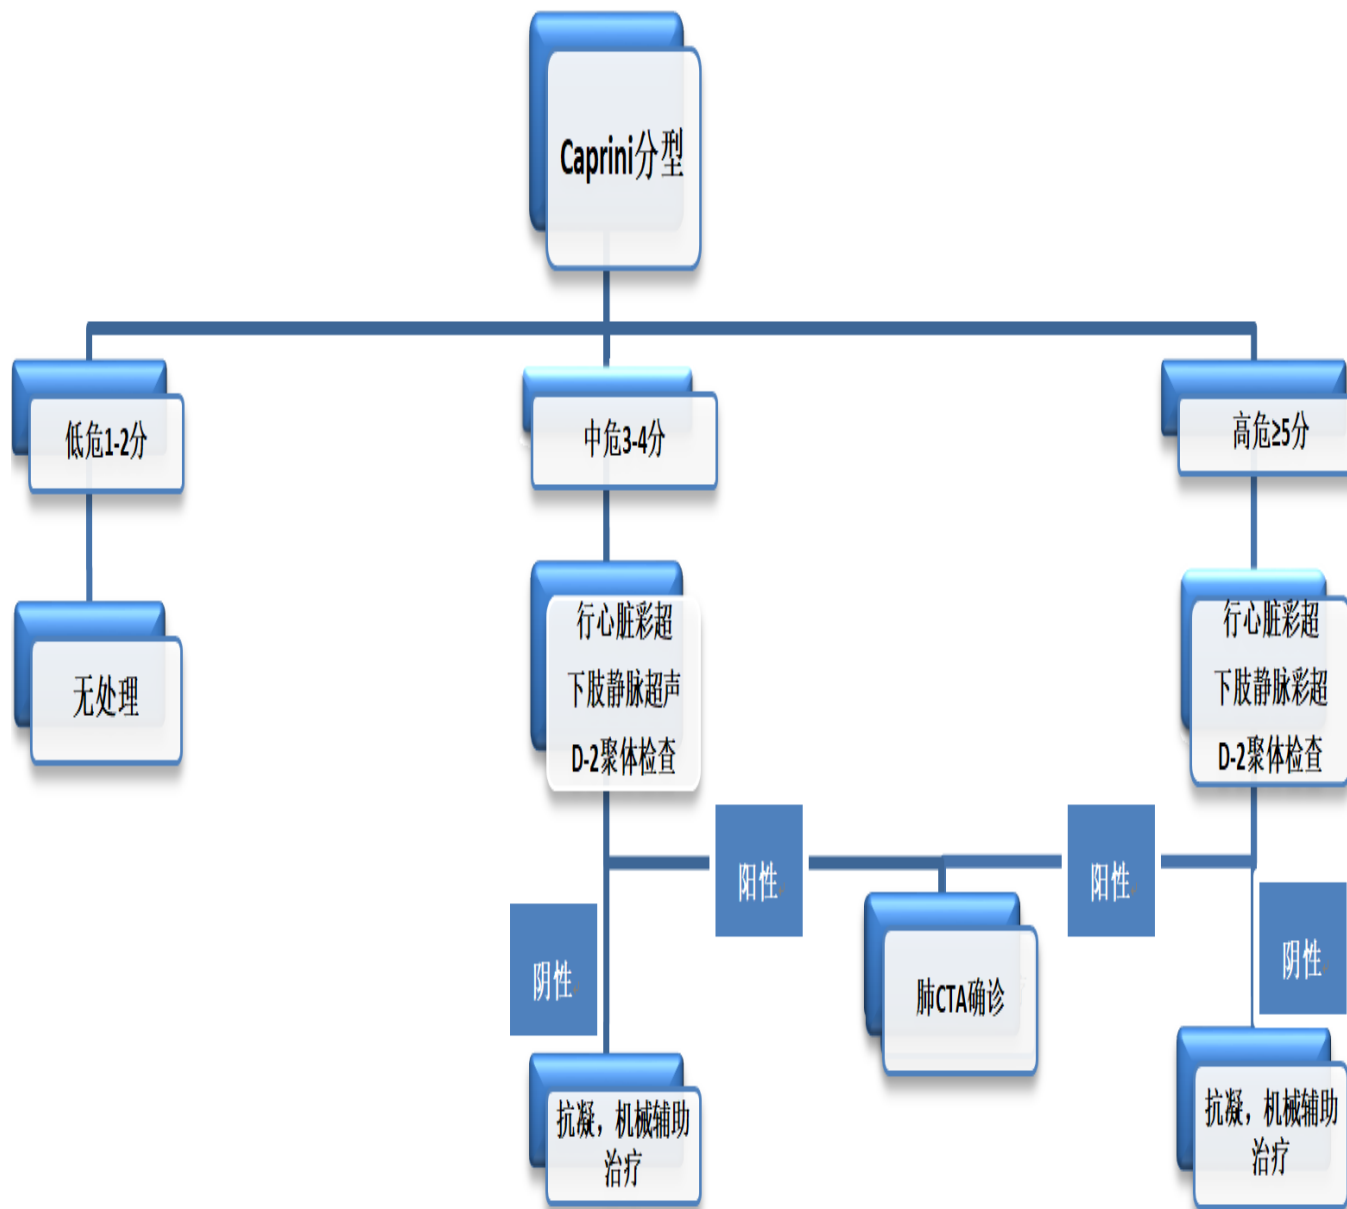 Caprini分型
低危1-2分
中危3-4分
高危≥5分
无处理
行心脏彩超
下肢静脉超声
D-2聚体检查
行心脏彩超
下肢静脉彩超
D-2聚体检查
阳性
阳性
阴性
阴性
肺CTA确诊
抗凝，机械辅助
治疗
抗凝，机械辅助
治疗